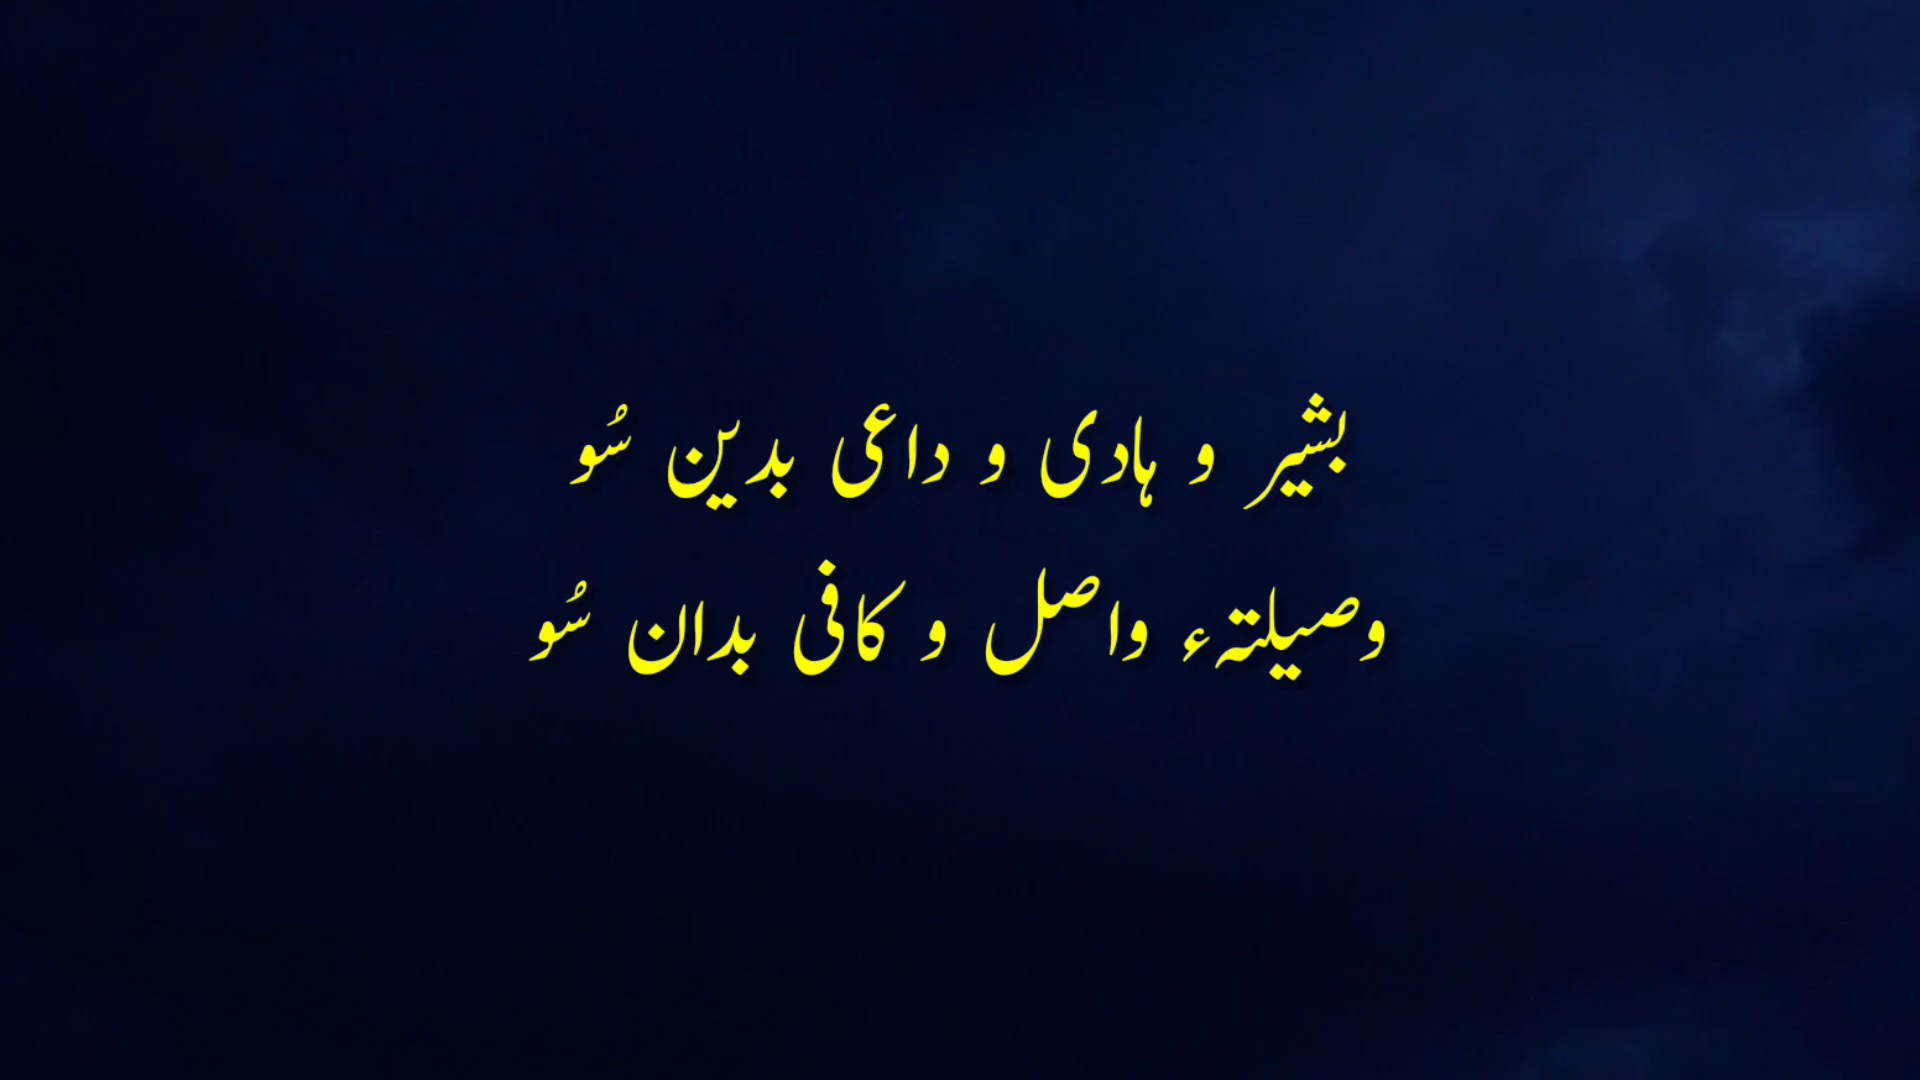 بشیر و ہادی و داعی بدین سُو
وصیلتہء واصل و کافی بدان سُو